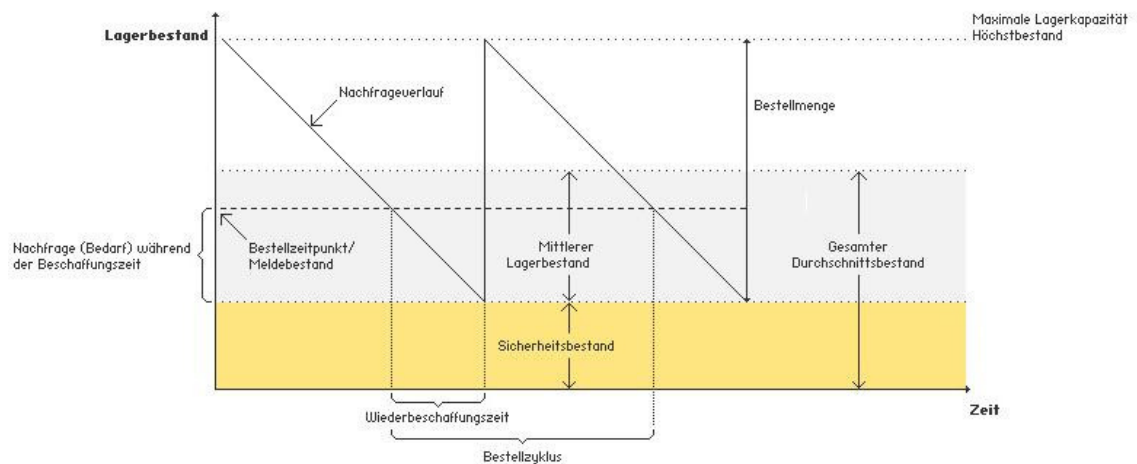 Maximale Lagerkapazität
Höchstbestand
Lagerbestand
Nachfrageverlauf
Bestellmenge
Nachfrage (Bedarf) während
der Beschaffungszeit
Bestellzeitpunkt/
Meldebestand
Mittlerer
Lagerbestand
Gesamter
Durchschnittsbestand
Sicherheitsbestand
Zeit
Wiederbeschaffungszeit
Bestellzyklus